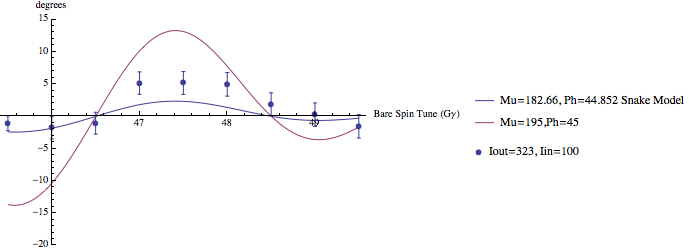 degrees
15
10
5
−5
−10
−15
−20
47
48
49
Bare Spin Tune (Gγ)
Mu=182.66, Ph=44.852 Snake Model
Mu=195,Ph=45
Iout=323, Iin=100